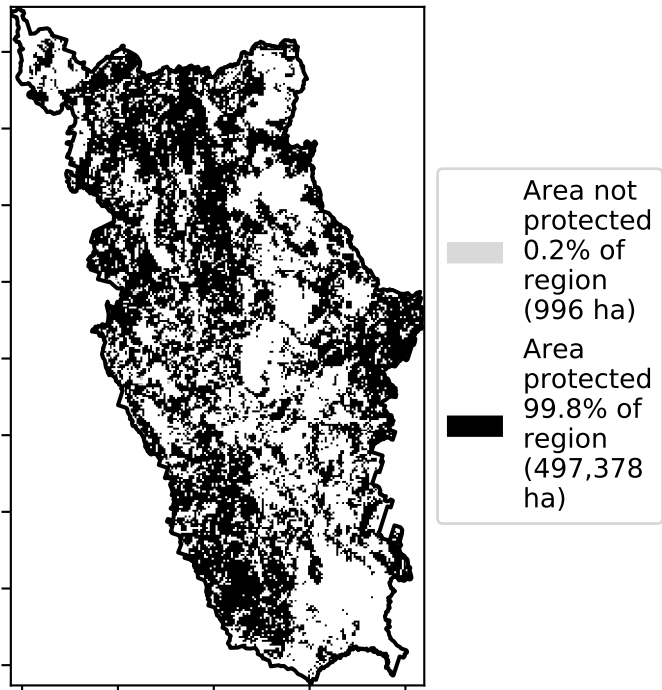 Area not
protected
0.2% of
region
(996 ha)
Area
protected
99.8% of
region
(497,378
ha)